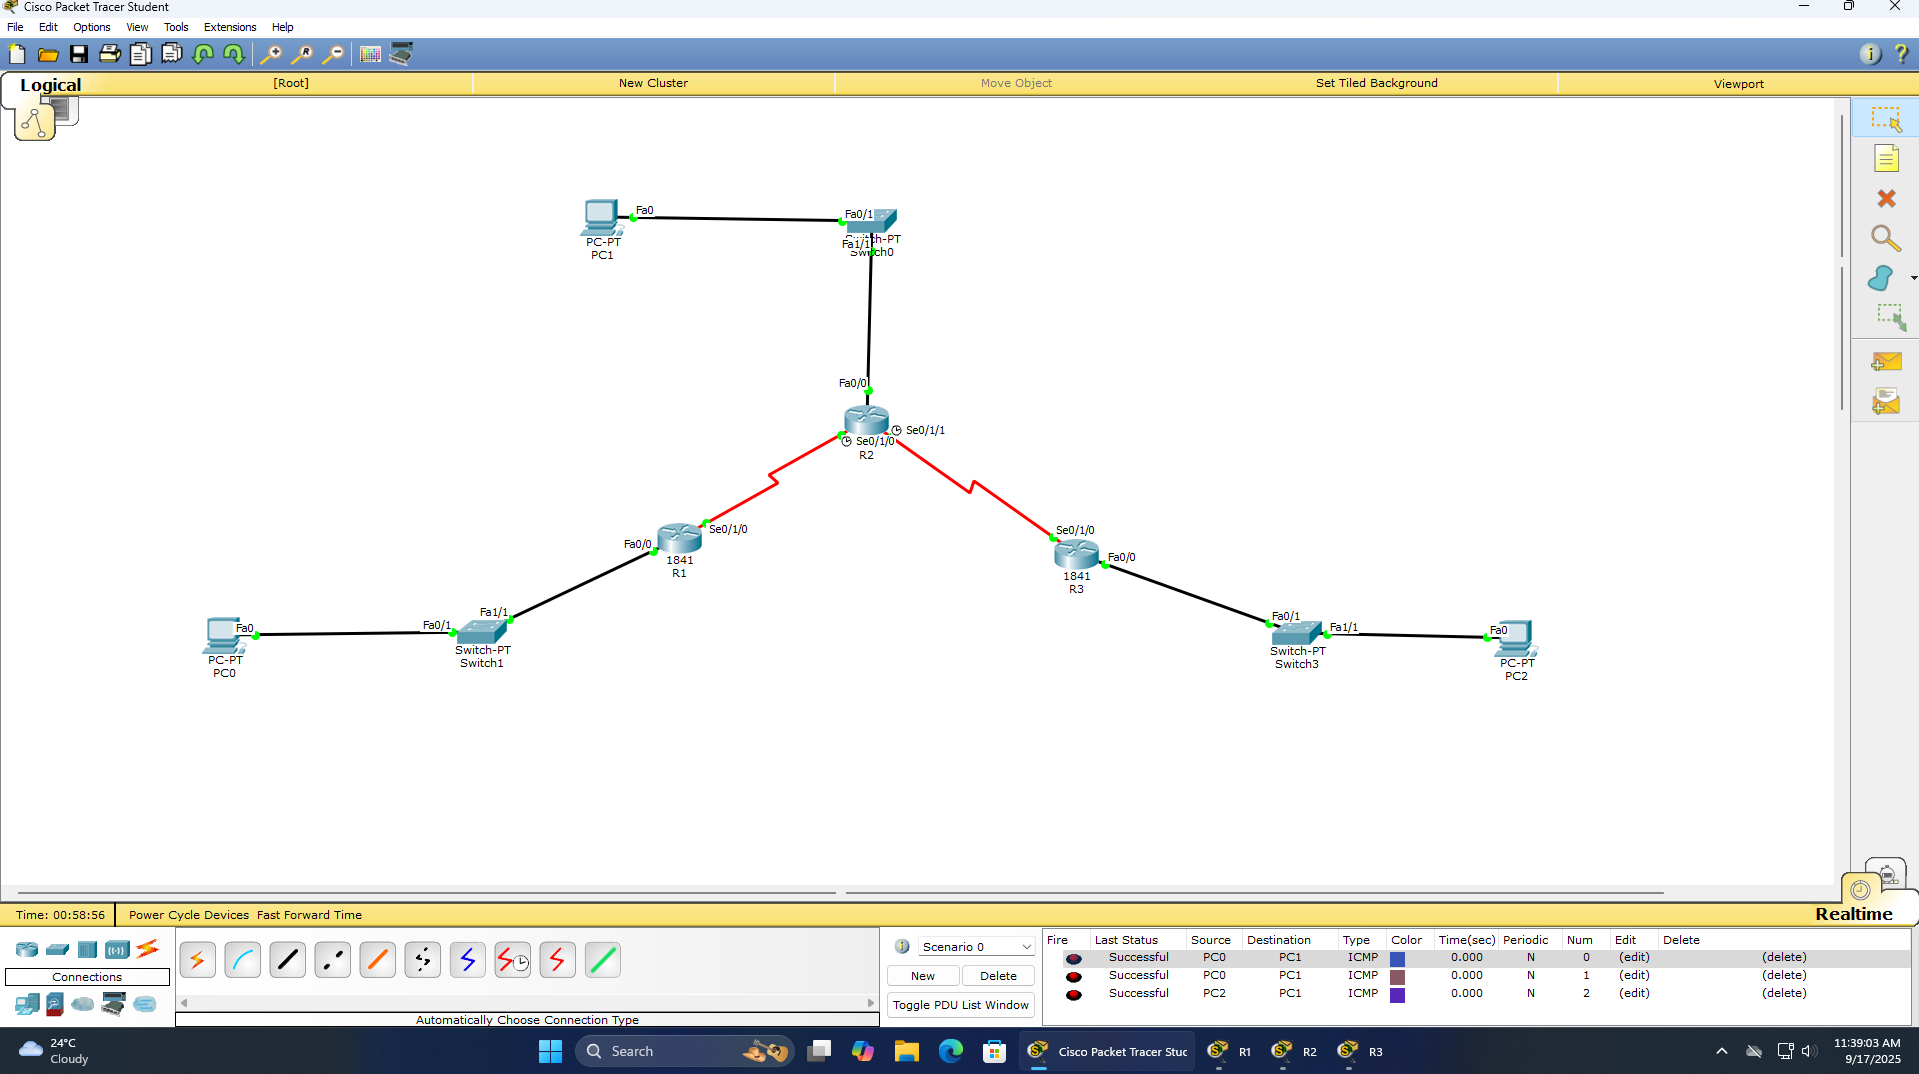 Cisco Packet Tracer Student
File Edit Options View Tools Extensions Help
Logical [Root] New Cluster Move Object Set Tiled Background Viewport
Fa0 Fa0/1
PC-PT Fa1/1 Switch-PT
PC1 Switch0
Fa0/0
Se0/1/1
Se0/1/0
R2
Se0/1/0 Se0/1/0
Fa0/0 Fa0/0
1841 1841
R1 R3
Fa1/1 Fa0/1
Fa0 Fa0/1 Fa1/1 Fa0
PC-PT Switch-PT Switch-PT PC-PT
PC0 Switch1 Switch3 PC2
Time: 00:58:56 Power Cycle Devices Fast Forward Time Realtime
Connections
Automatically Choose Connection Type
Scenario 0
New Delete
Toggle PDU List Window
Fire Last Status Source Destination Type Color Time(sec) Periodic Num Edit Delete
Successful PC0 PC1 ICMP 0.000 N 0 (edit) (delete)
Successful PC0 PC1 ICMP 0.000 N 1 (edit) (delete)
Successful PC2 PC1 ICMP 0.000 N 2 (edit) (delete)
24°C
Cloudy
Search
Cisco Packet Tracer Stuc
R1
R2
R3
11:39:03 AM
9/17/2025